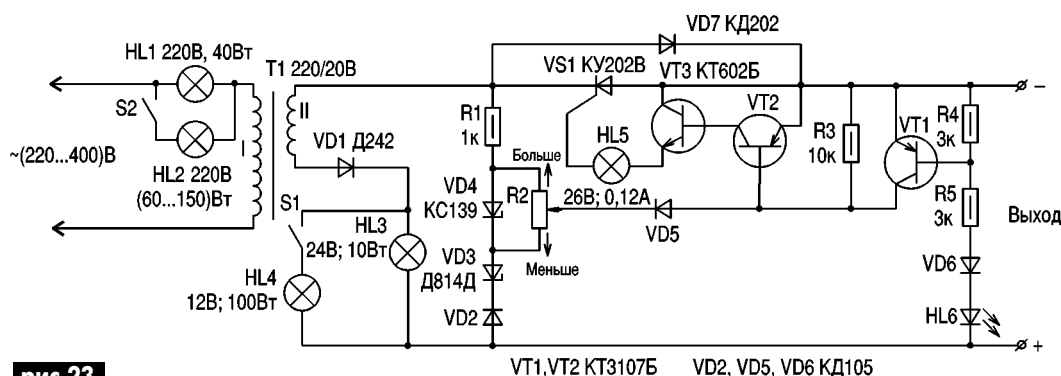 VD7 КД202
HL1 220В, 40Вт
T1 220/20В
VS1 КУ202В
VT3 КТ602Б
VT2
–
S2
I
II
R1
1к
HL5
R3
10к
VT1
R4
3к
VD1 Д242
~(220...400)В
HL2 220В
(60...150)Вт
Больше
VD4
КС139
R2
26В; 0,12А
VD5
R5
3к
Выход
S1
HL3
24В; 10Вт
VD3
Д814Д
Меньше
VD6
HL4
12В; 100Вт
VD2
HL6
+
рис.23
VT1,VT2 КТ3107Б
VD2, VD5, VD6 КД105